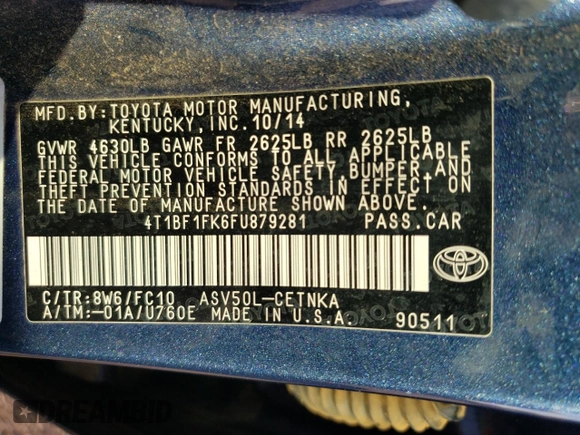 MFD.BY:TOYOTA MOTOR MANUFACTURING,
KENTUCKY,INC.10/14
GVWR 4630LB GAWR FR 2625LB RR 2625LB
THIS VEHICLE CONFORMS TO ALL APPLICABLE
FEDERAL MOTOR VEHICLE SAFETY,BUMPER,AND
THEFT PREVENTION STANDARDS IN EFFECT ON
THE DATE OF MANUFACTURE SHOWN ABOVE.
4T1BF1FK6FU879281 PASS.CAR
C/TR:8W6/FC10 ASV50L-CETNKA
A/TM:-01A/U760E MADE IN U.S.A. 90511
DREAMBID